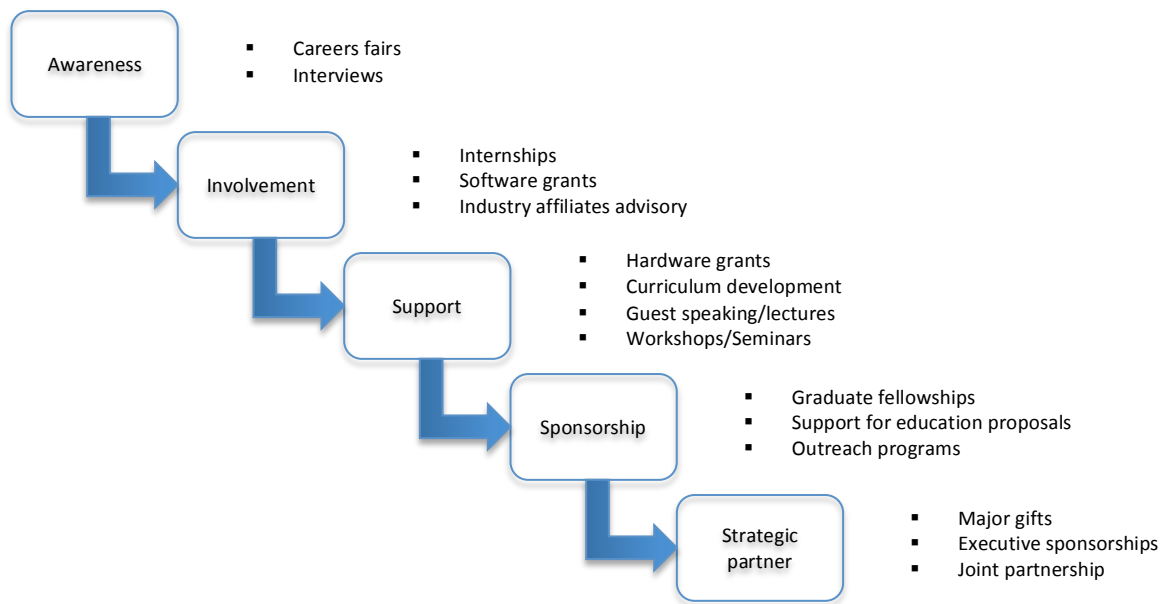 Awareness
▪ Careers fairs
▪ Interviews
Involvement
▪ Internships
▪ Software grants
▪ Industry affiliates advisory
Support
▪ Hardware grants
▪ Curriculum development
▪ Guest speaking/lectures
▪ Workshops/Seminars
Sponsorship
▪ Graduate fellowships
▪ Support for education proposals
▪ Outreach programs
Strategic
partner
▪ Major gifts
▪ Executive sponsorships
▪ Joint partnership